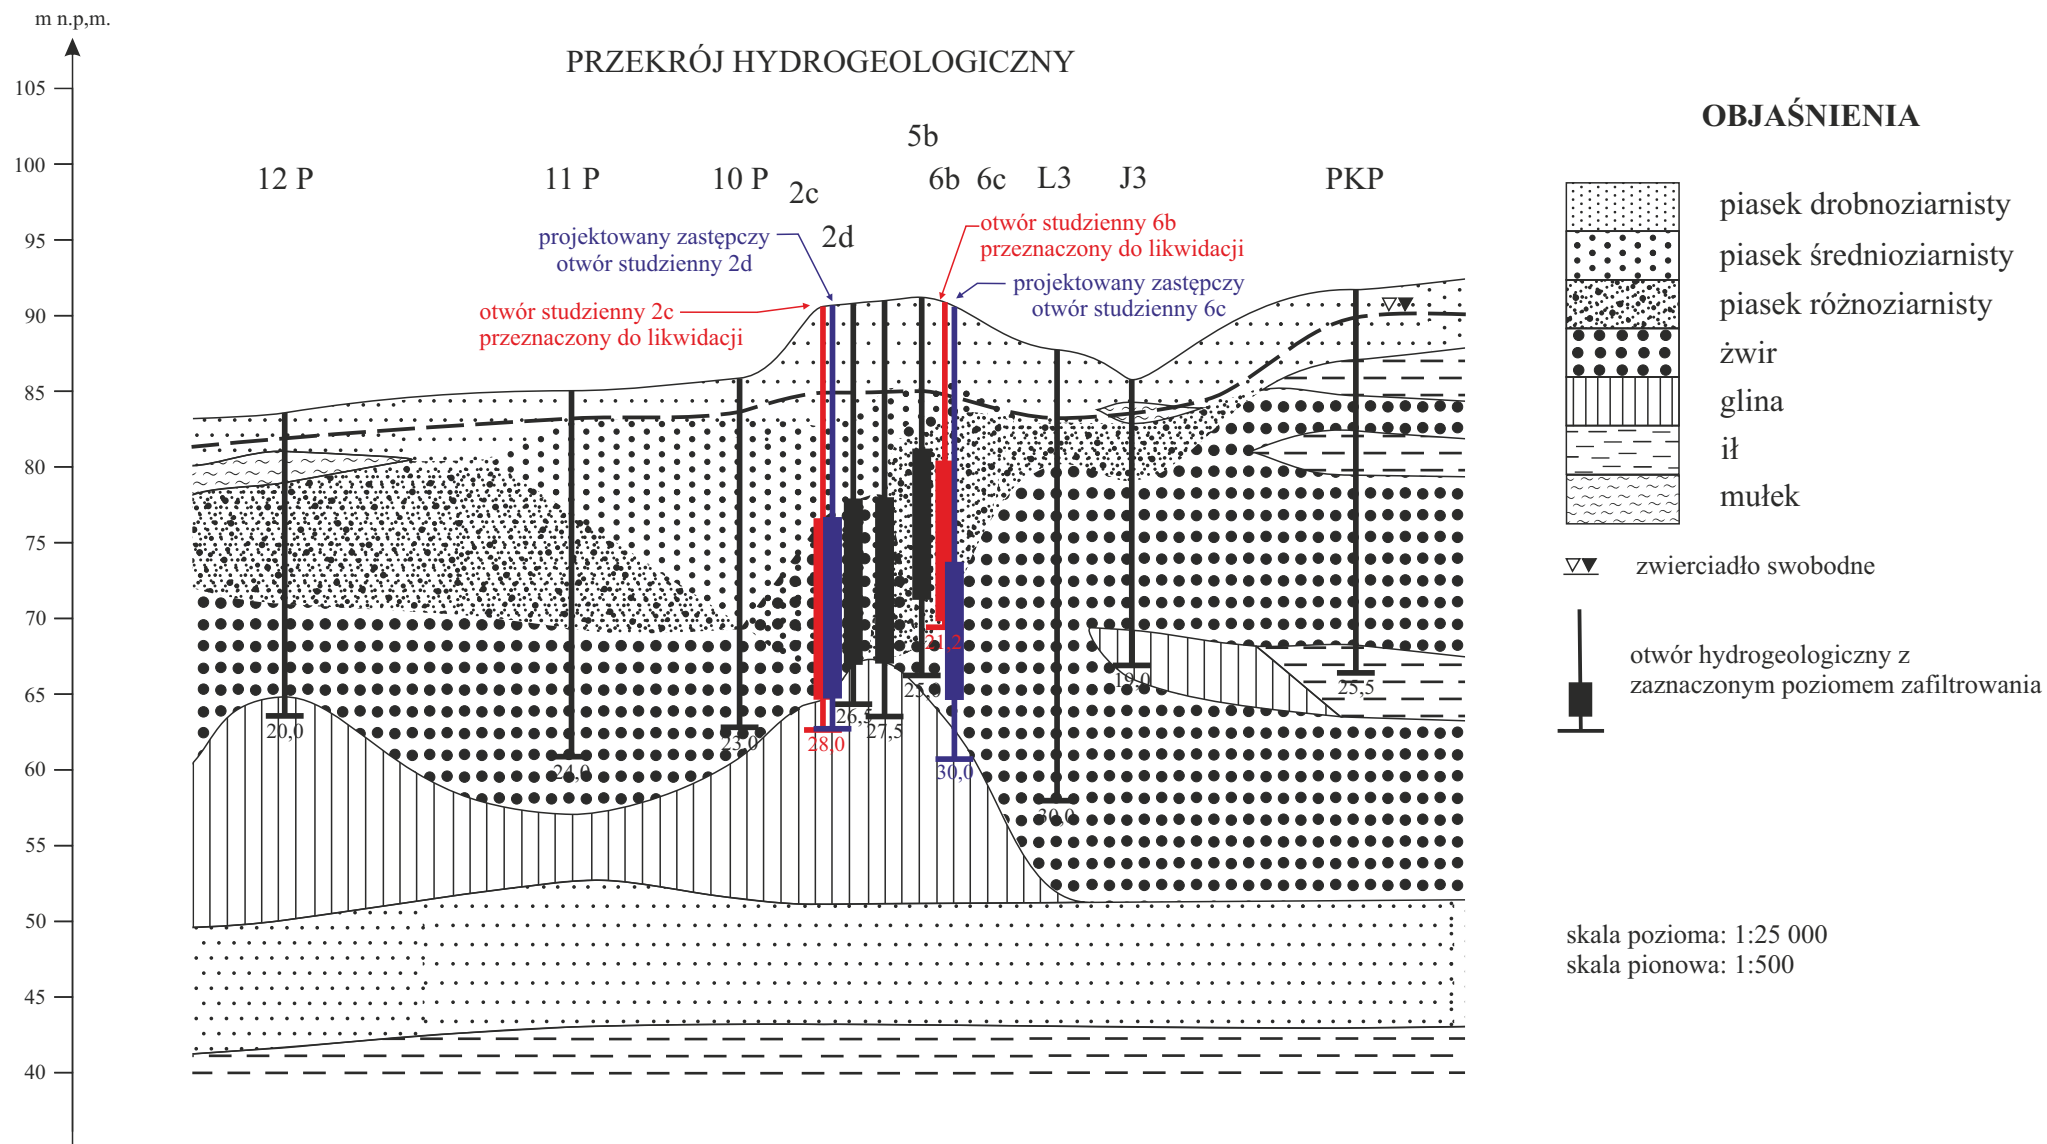 m n.p,m.
PRZEKRÓJ HYDROGEOLOGICZNY
105
100
95
90
85
80
75
70
65
60
55
50
45
40
12 P
11 P
10 P
2c
2d
5b
6b
6c
L3
J3
PKP
projektowany zastępczy
otwór studzienny 2d
otwór studzienny 2c
przeznaczony do likwidacji
otwór studzienny 6b
przeznaczony do likwidacji
projektowany zastępczy
otwór studzienny 6c
20,0
24,0
23,0
28,0
26,5
27,5
21,2
30,0
30,0
19,0
25,5
OBJAŚNIENIA
piasek drobnoziarnisty
piasek średnioziarnisty
piasek różnoziarnisty
żwir
glina
ił
mułek
zwierciadło swobodne
otwór hydrogeologiczny z
zaznaczonym poziomem zafiltrowania
skala pozioma: 1:25 000
skala pionowa: 1:500